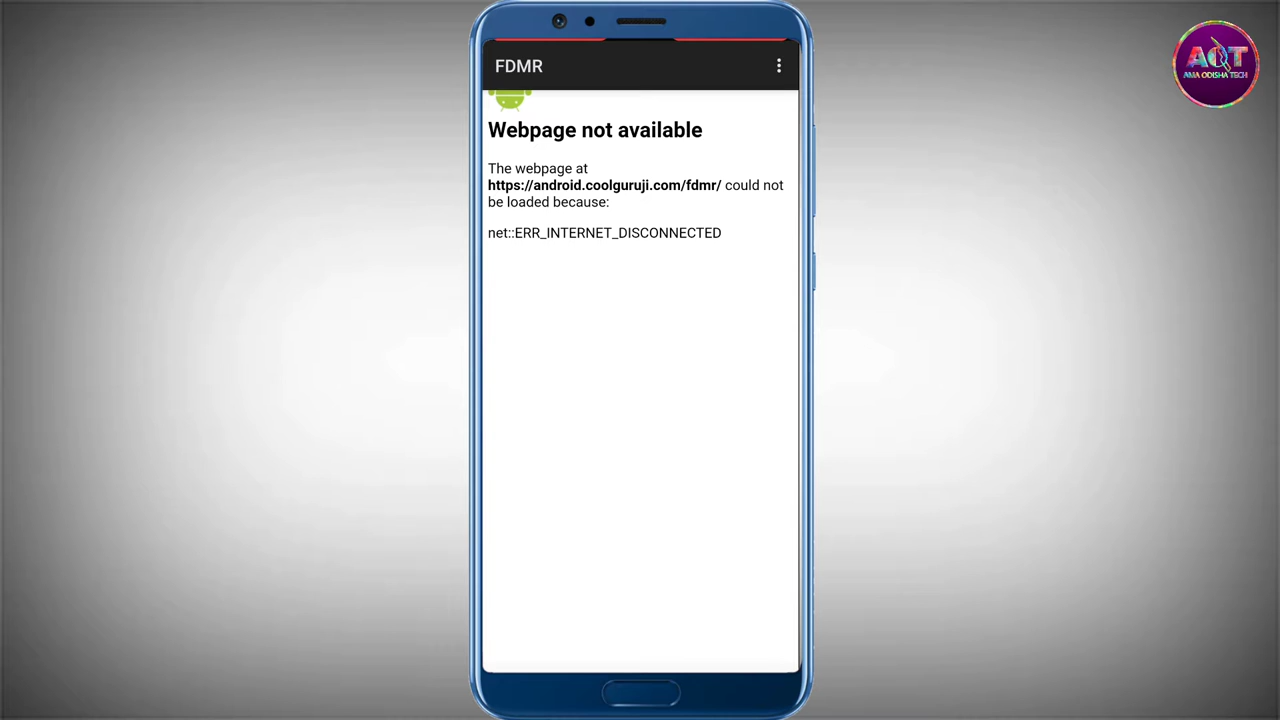 FDMR
Webpage not available
The webpage at
https://android.coolguruji.com/fdmr/ could not
be loaded because:
net::ERR_INTERNET_DISCONNECTED
AOT
AMA ODISHA TECH